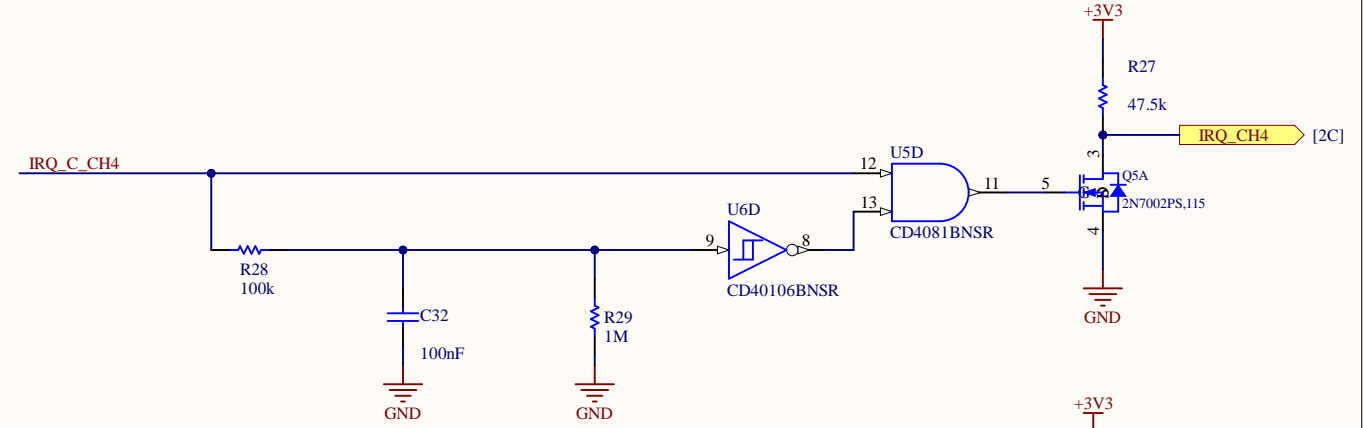 +3V3
R27
47.5k
IRQ_CH4
[2C]
IRQ_C_CH4
12
U5D
3
11
5
Q5A
2N7002PS,115
13
CD4081BNSR
4
U6D
9
8
CD40106BNSR
R28
100k
C32
100nF
R29
1M
GND
GND
GND
+3V3